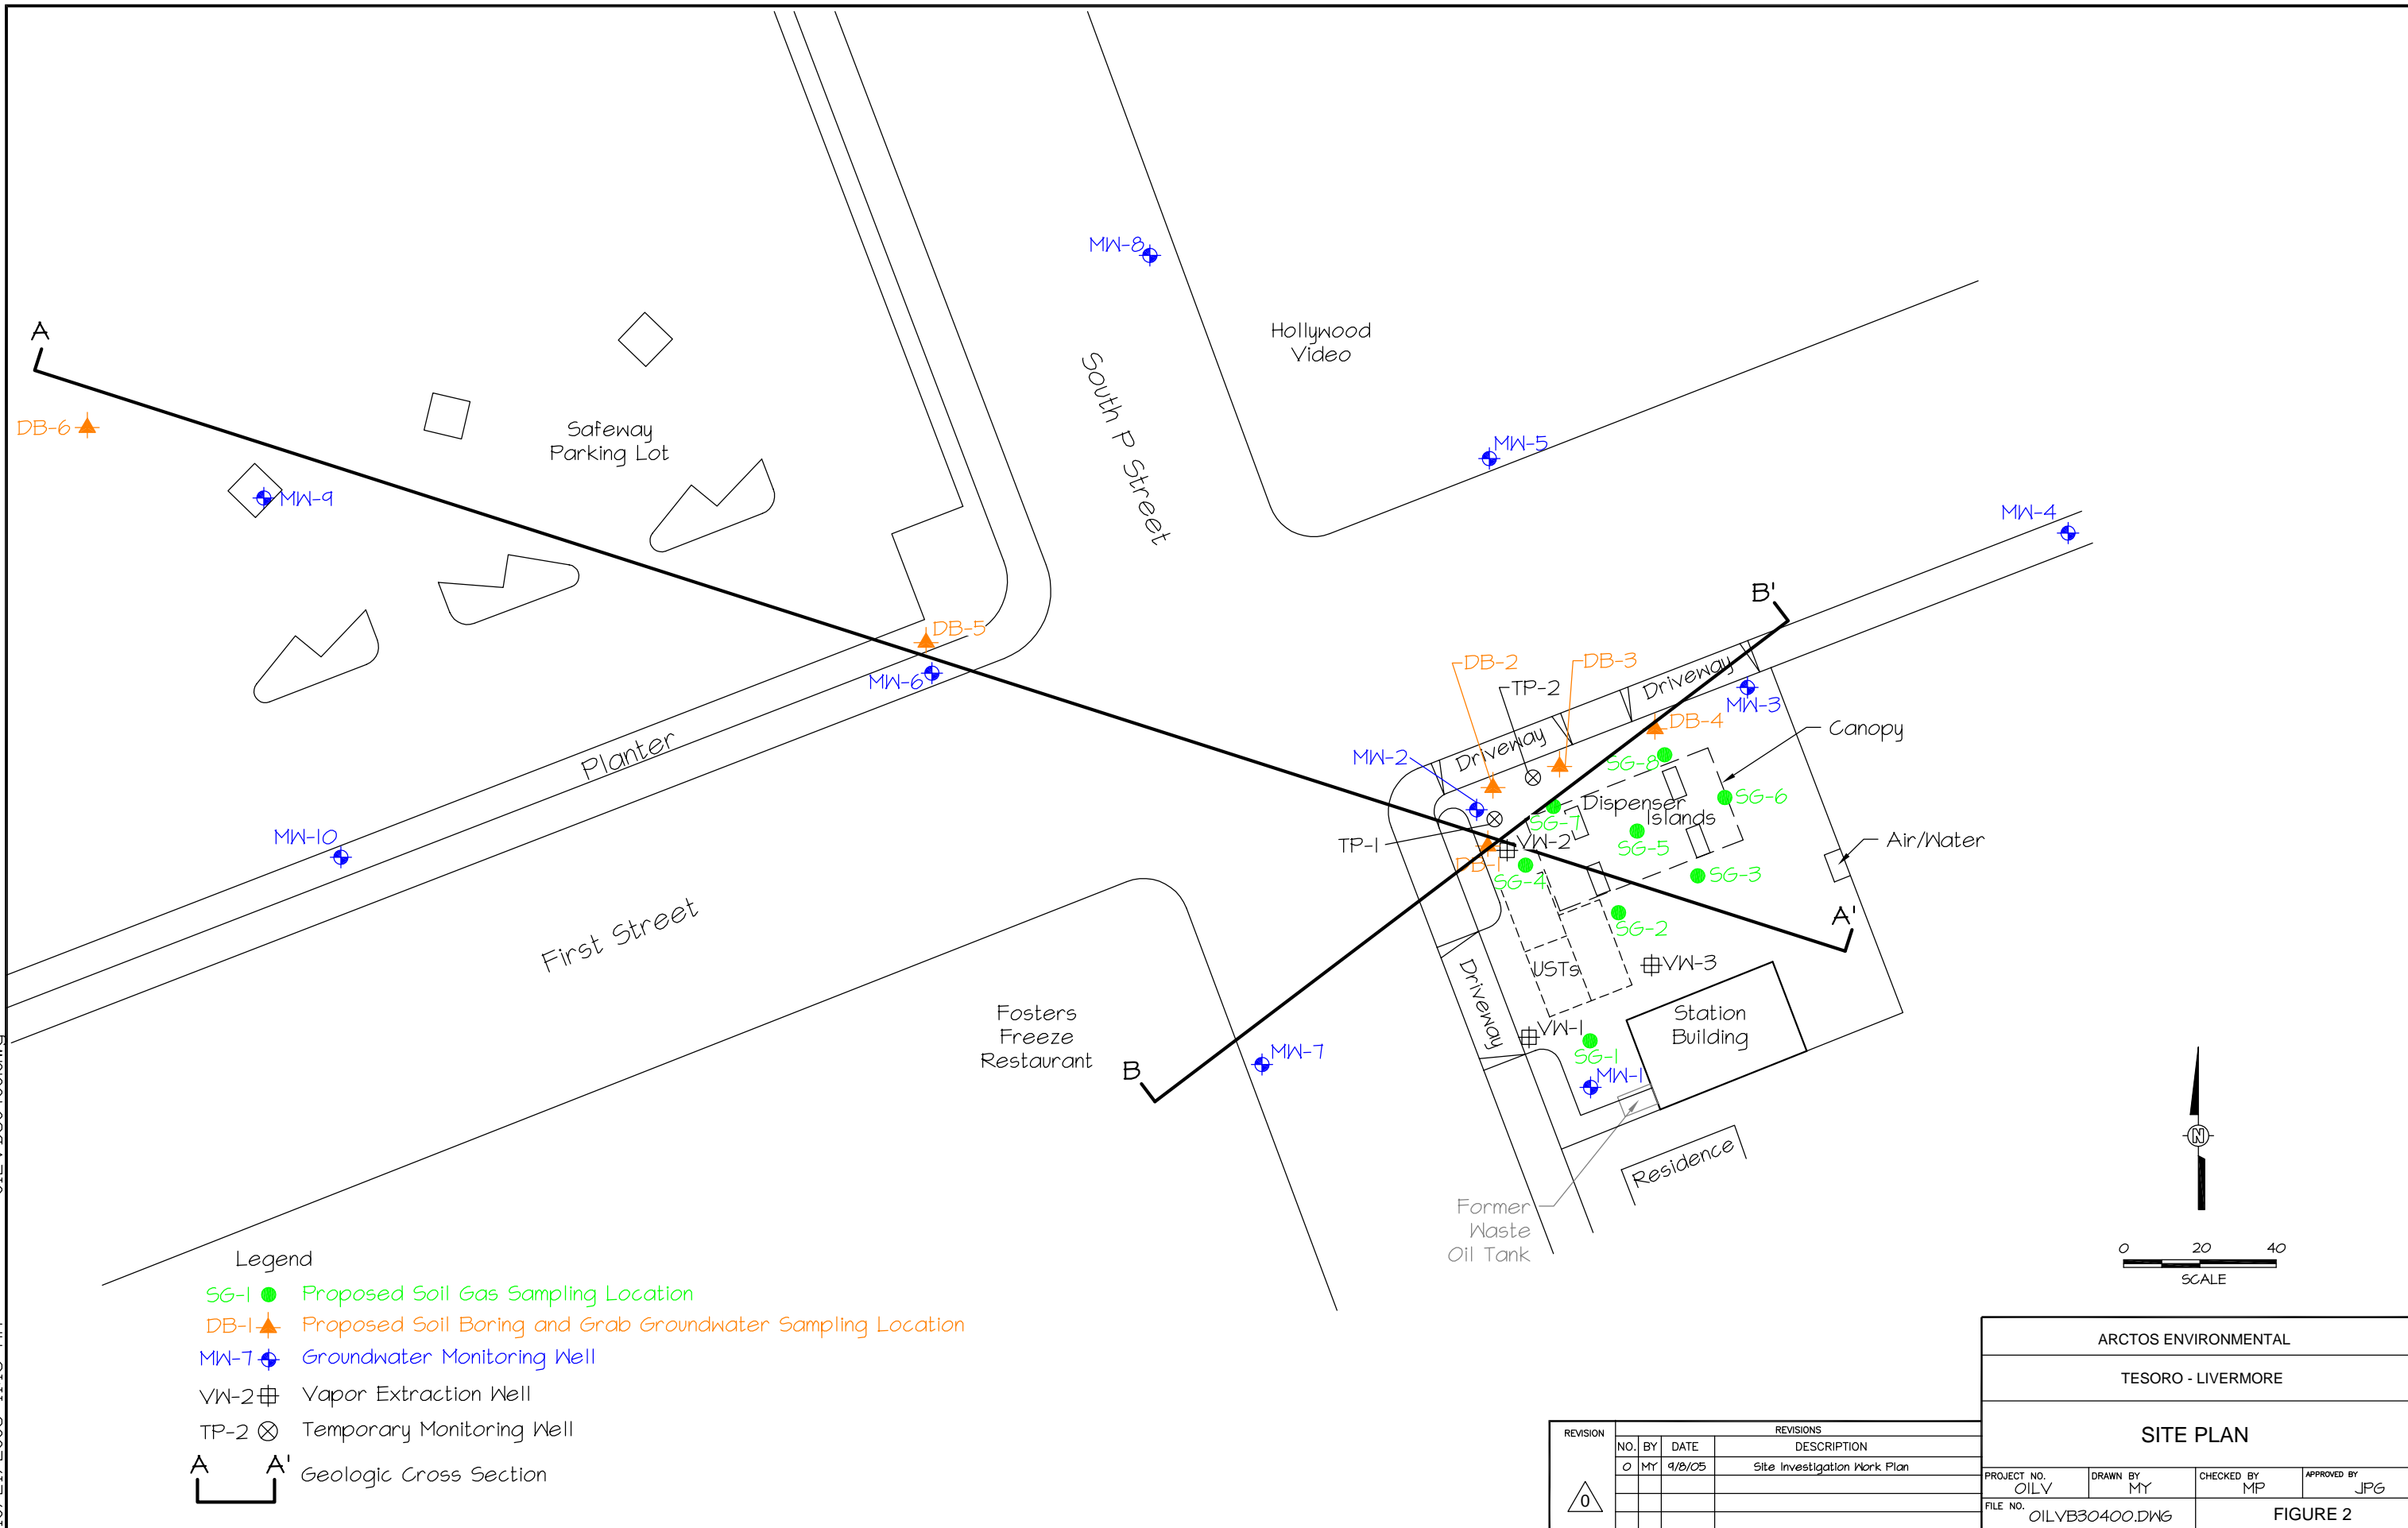 MW-8
Hollywood
Video
A
South P Street
DB-6
Safeway
Parking Lot
MW-5
MW-9
MW-4
B'
DB-5
MW-6
DB-2
DB-3
TP-2
Driveway
MW-3
DB-4
Canopy
Planter
MW-2
Driveway
SG-8
Dispenser
Islands
SG-6
SG-7
MW-10
TP-1
VW-2
SG-5
Air/Water
DB-1
SG-4
SG-3
First Street
A'
SG-2
USTs
VW-3
Driveway
Fosters
Freeze
Restaurant
Station
Building
VW-1
MW-7
SG-1
B
MW-1
Residence
Former
Waste
Oil Tank
N
0 20 40
SCALE
Legend
SG-1 Proposed Soil Gas Sampling Location
DB-1 Proposed Soil Boring and Grab Groundwater Sampling Location
MW-7 Groundwater Monitoring Well
VW-2 Vapor Extraction Well
TP-2 Temporary Monitoring Well
A A' Geologic Cross Section
REVISION
REVISIONS
NO. BY DATE DESCRIPTION
0 MY 9/8/05 Site Investigation Work Plan
0
ARCTOS ENVIRONMENTAL
TESORO - LIVERMORE
SITE PLAN
PROJECT NO. DRAWN BY CHECKED BY APPROVED BY
01LV MY MP JPG
FILE NO. 01LVB30400.DWG
FIGURE 2